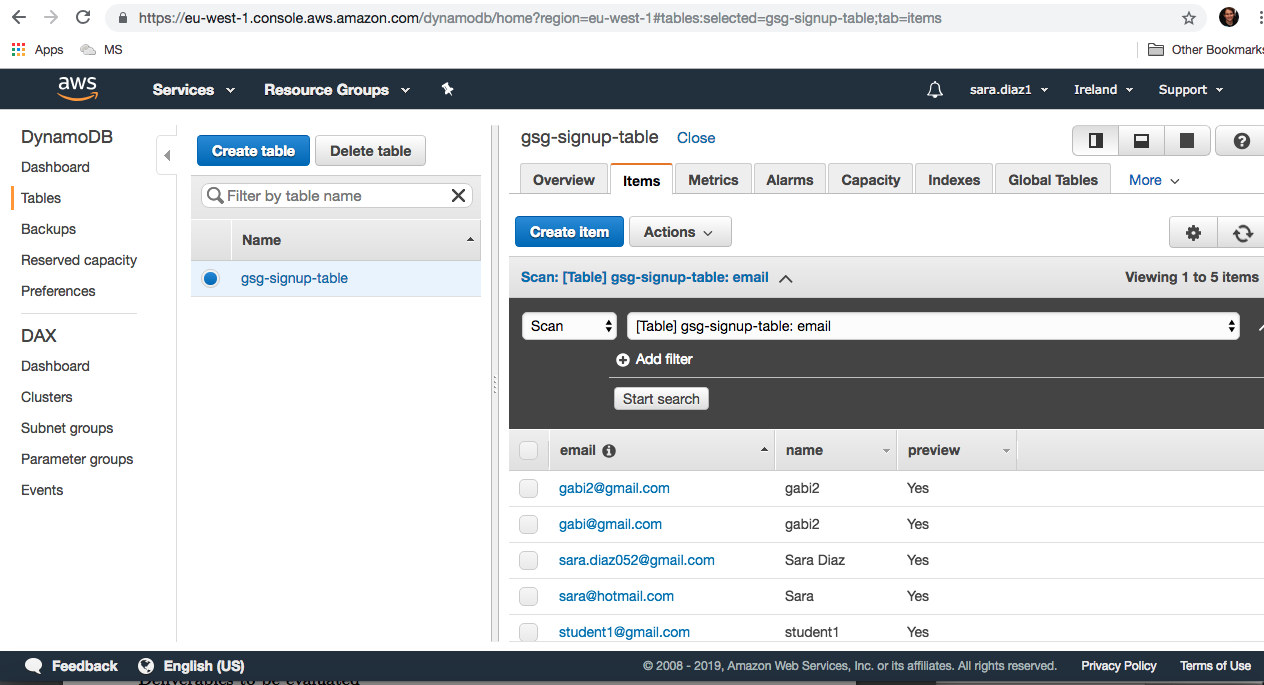 https://eu-west-1.console.aws.amazon.com/dynamodb/home?region=eu-west-1#tables:selected=gsg-signup-table;tab=items
Apps MS Other Bookmarks
aws Services Resource Groups sara.diaz1 Ireland Support
DynamoDB
Dashboard
Tables
Backups
Reserved capacity
Preferences
DAX
Dashboard
Clusters
Subnet groups
Parameter groups
Events
Create table Delete table
Filter by table name
Name
gsg-signup-table
gsg-signup-table Close
Overview Items Metrics Alarms Capacity Indexes Global Tables More
Create item Actions
Scan: [Table] gsg-signup-table: email Viewing 1 to 5 items
Scan [Table] gsg-signup-table: email
Add filter
Start search
email name preview
gabi2@gmail.com gabi2 Yes
gabi@gmail.com gabi2 Yes
sara.diaz052@gmail.com Sara Diaz Yes
sara@hotmail.com Sara Yes
student1@gmail.com student1 Yes
Feedback English (US) © 2008 - 2019, Amazon Web Services, Inc. or its affiliates. All rights reserved. Privacy Policy Terms of Use
Deliverables to be evaluated